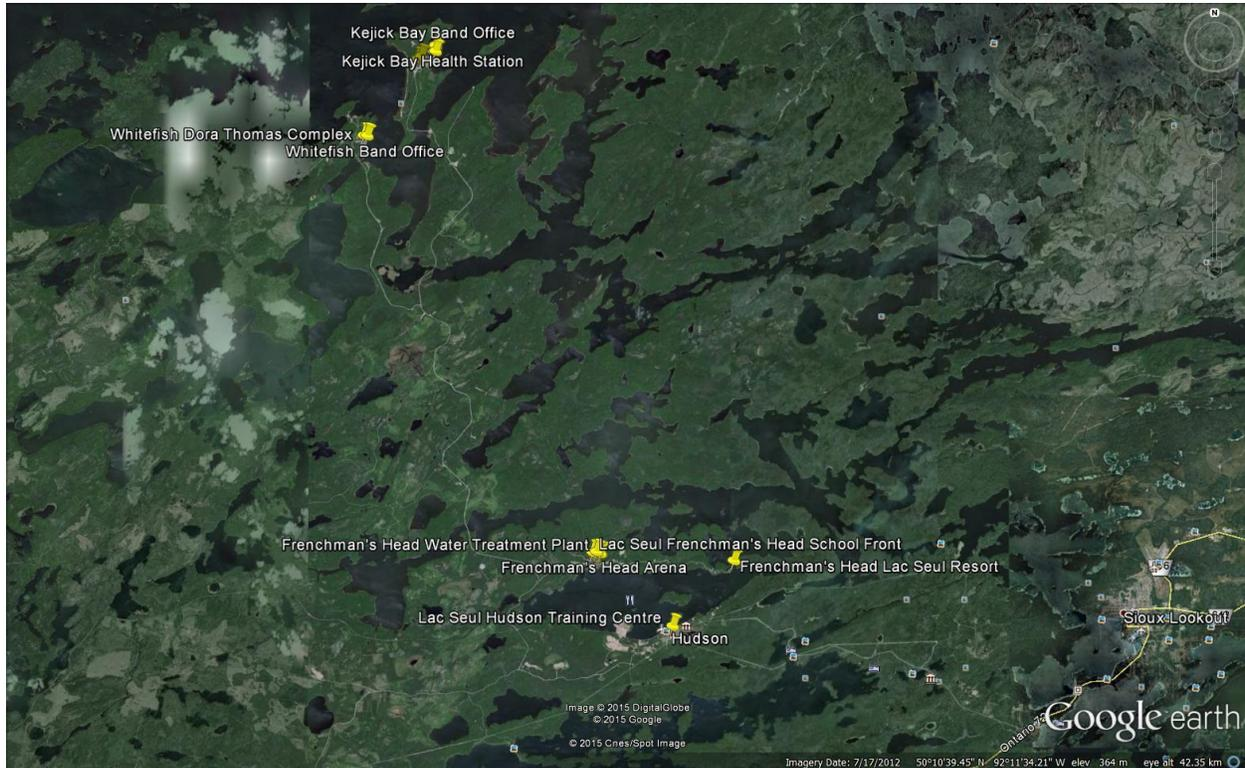 N
Kejick Bay Band Office
Kejick Bay Health Station
Whitefish Dora Thomas Complex
Whitefish Band Office
Frenchman's Head Water Treatment Plant
Lac Seul Frenchman's Head School Front
Frenchman's Head Arena
Frenchman's Head Lac Seul Resort
Lac Seul Hudson Training Centre
Hudson
Sioux Lookout
Image © 2015 DigitalGlobe
© 2015 Google
© 2015 Cnes/Spot Image
Google earth
Imagery Date: 7/17/2012 50°10'39.45" N 92°11'34.21" W elev 364 m eye alt 42.35 km